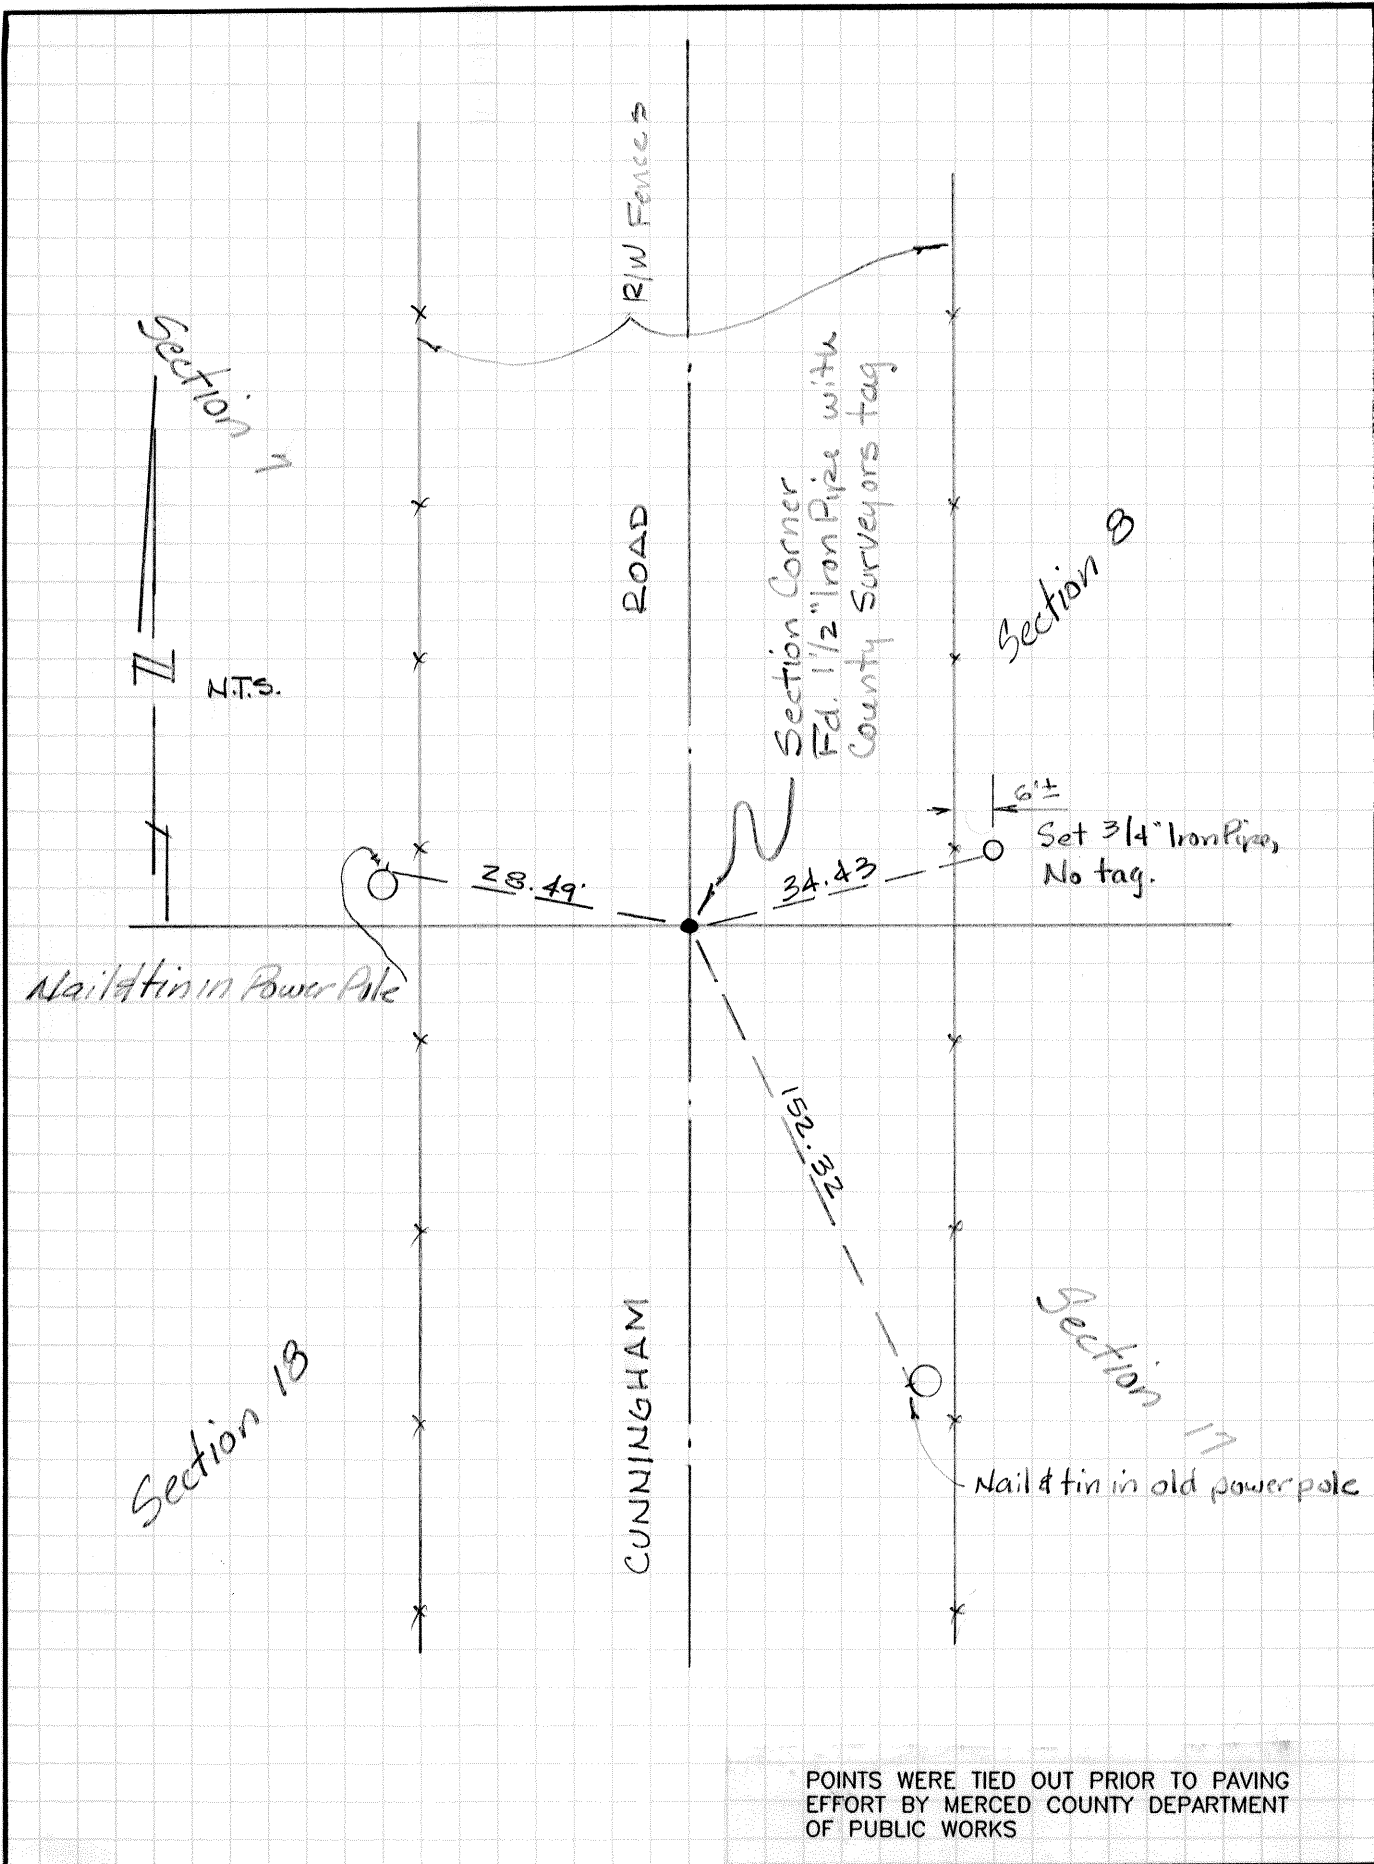 R/W Fences
Section 7
Section Corner
Fd. 1 1/2" Iron Pipe with
County Surveyors tag
ROAD
Section 8
N
N.T.S.
6'±
Set 3/4" Iron Pipe,
No tag.
28.49'
34.43
Nail & tin in Power Pole
152.32
CUNNINGHAM
Section 18
Section 17
Nail & tin in old power pole
POINTS WERE TIED OUT PRIOR TO PAVING
EFFORT BY MERCED COUNTY DEPARTMENT
OF PUBLIC WORKS